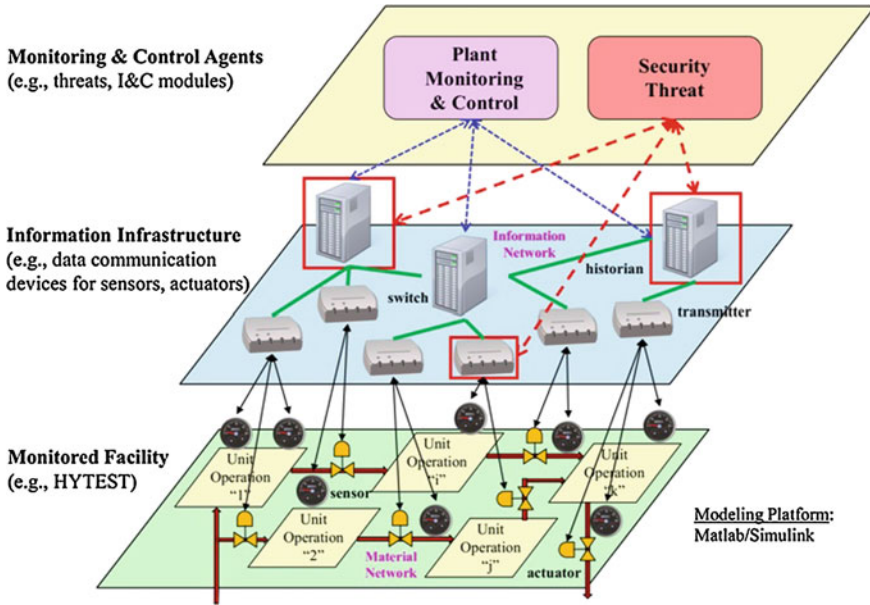 Monitoring & Control Agents
(e.g., threats, I&C modules)
Plant
Monitoring
& Control
Security
Threat
Information Infrastructure
(e.g., data communication
devices for sensors, actuators)
Information
Network
switch
historian
transmitter
Monitored Facility
(e.g., HYTEST)
Unit
Operation
"1"
sensor
Unit
Operation
"i"
Unit
Operation
"k"
Unit
Operation
"2"
Material
Network
Unit
Operation
"j"
actuator
Modeling Platform:
Matlab/Simulink